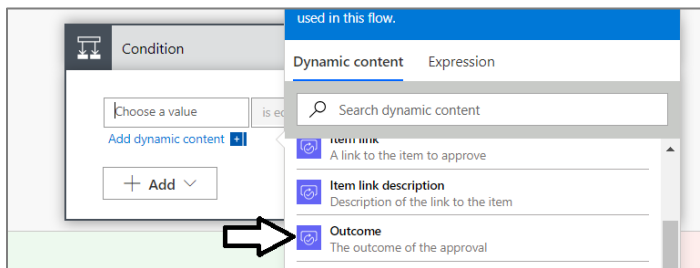 used in this flow.
Condition
Dynamic content Expression
Choose a value
Search dynamic content
Add dynamic content
Item link
A link to the item to approve
Add
Item link description
Description of the link to the item
Outcome
The outcome of the approval